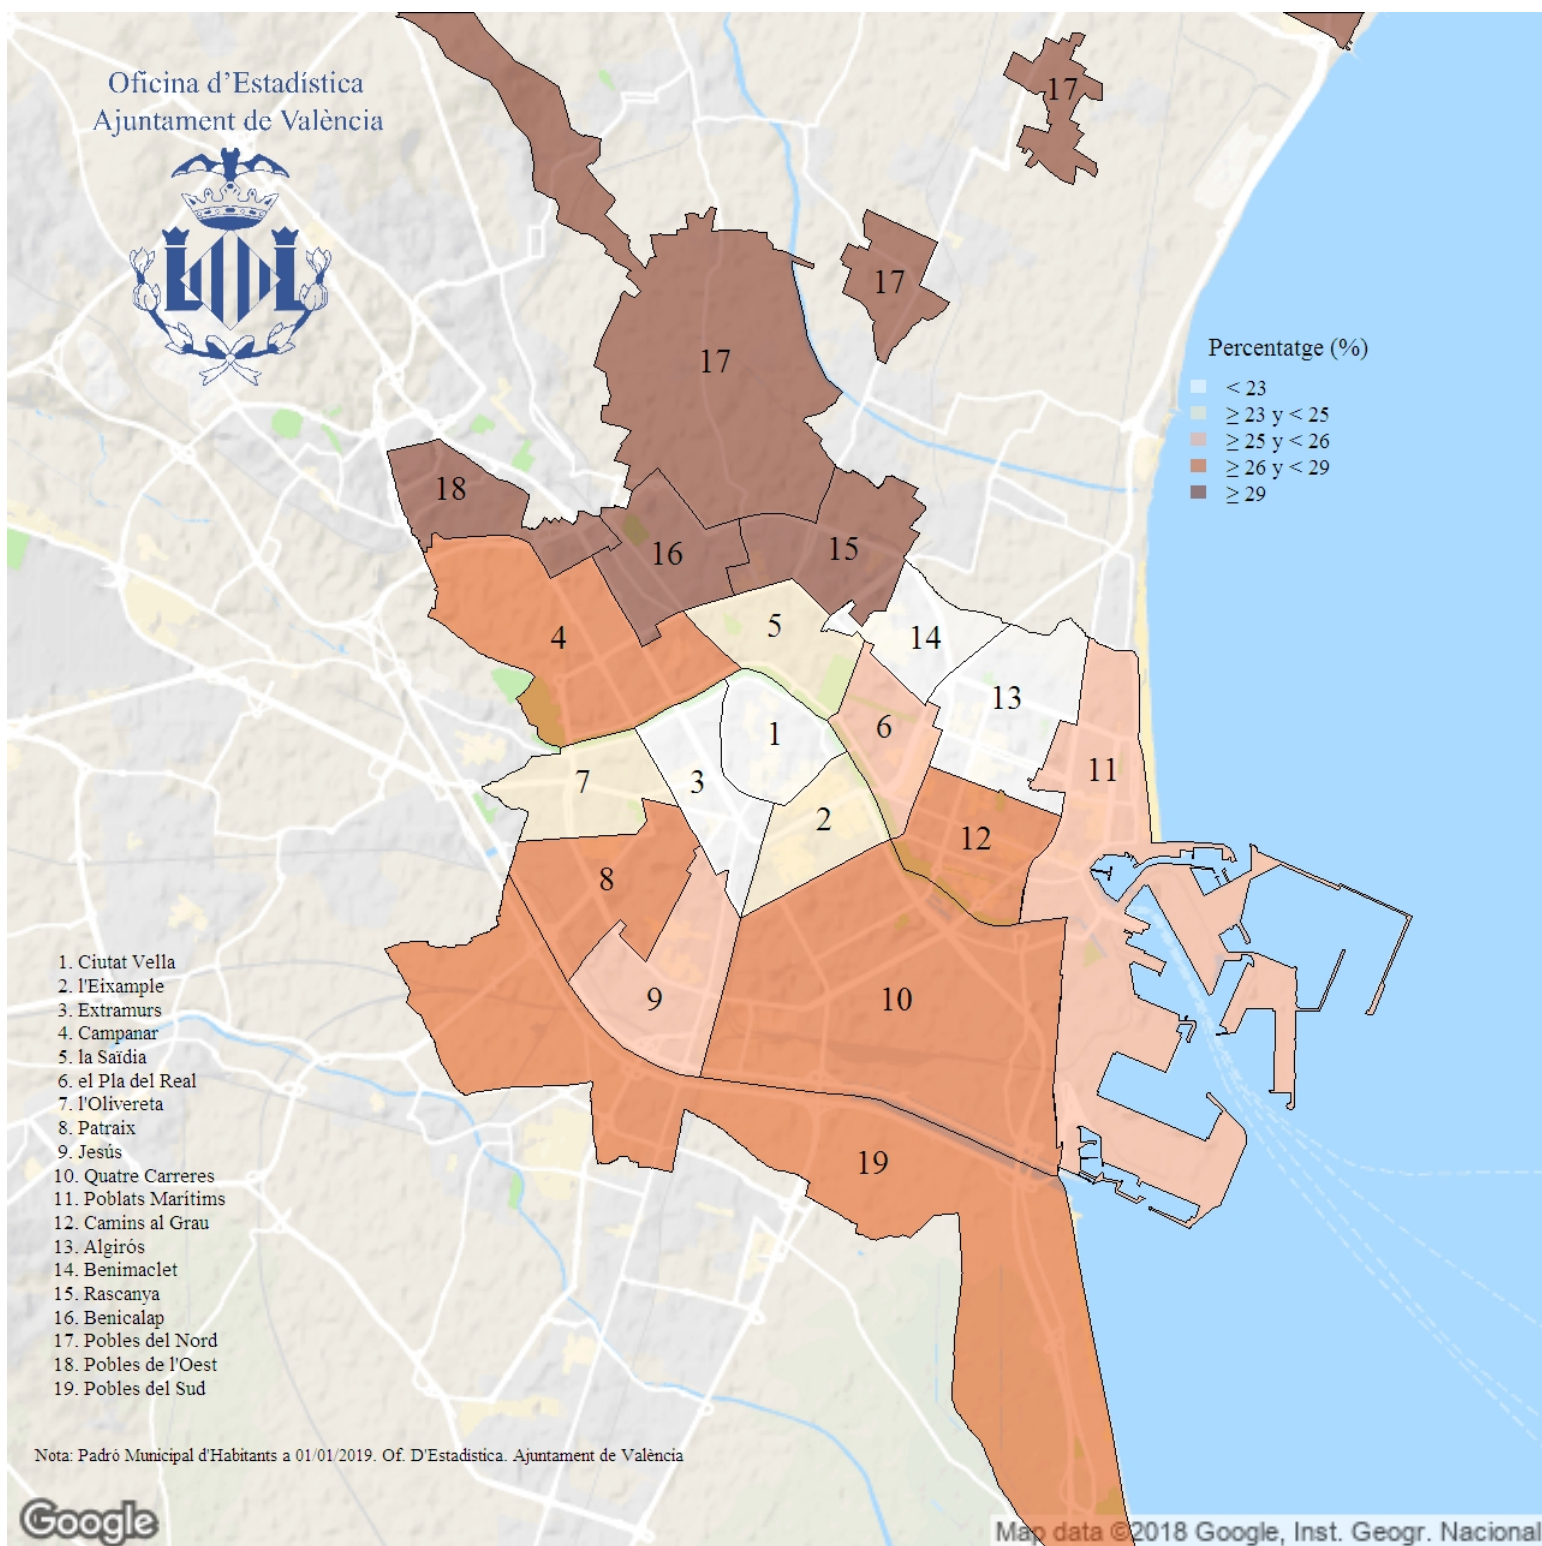 Oficina d'Estadística
Ajuntament de València
17
17
17
Percentatge (%)
< 23
≥ 23 y < 25
≥ 25 y < 26
≥ 26 y < 29
≥ 29
18
16
15
4
5
14
13
6
1
3
7
11
2
12
8
9
10
19
1. Ciutat Vella
2. l'Eixample
3. Extramurs
4. Campanar
5. la Saïdia
6. el Pla del Real
7. l'Olivereta
8. Patraix
9. Jesús
10. Quatre Carreres
11. Poblats Marítims
12. Camins al Grau
13. Algirós
14. Benimaclet
15. Rascanya
16. Benicalap
17. Pobles del Nord
18. Pobles de l'Oest
19. Pobles del Sud
Nota: Padró Municipal d'Habitants a 01/01/2019. Of. D'Estadística. Ajuntament de València
Google
Map data ©2018 Google, Inst. Geogr. Nacional